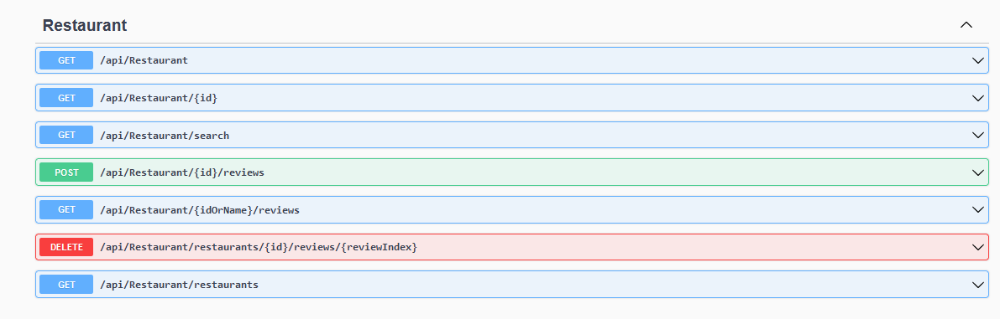 Restaurant
GET /api/Restaurant
GET /api/Restaurant/{id}
GET /api/Restaurant/search
POST /api/Restaurant/{id}/reviews
GET /api/Restaurant/{idOrName}/reviews
DELETE /api/Restaurant/restaurants/{id}/reviews/{reviewIndex}
GET /api/Restaurant/restaurants